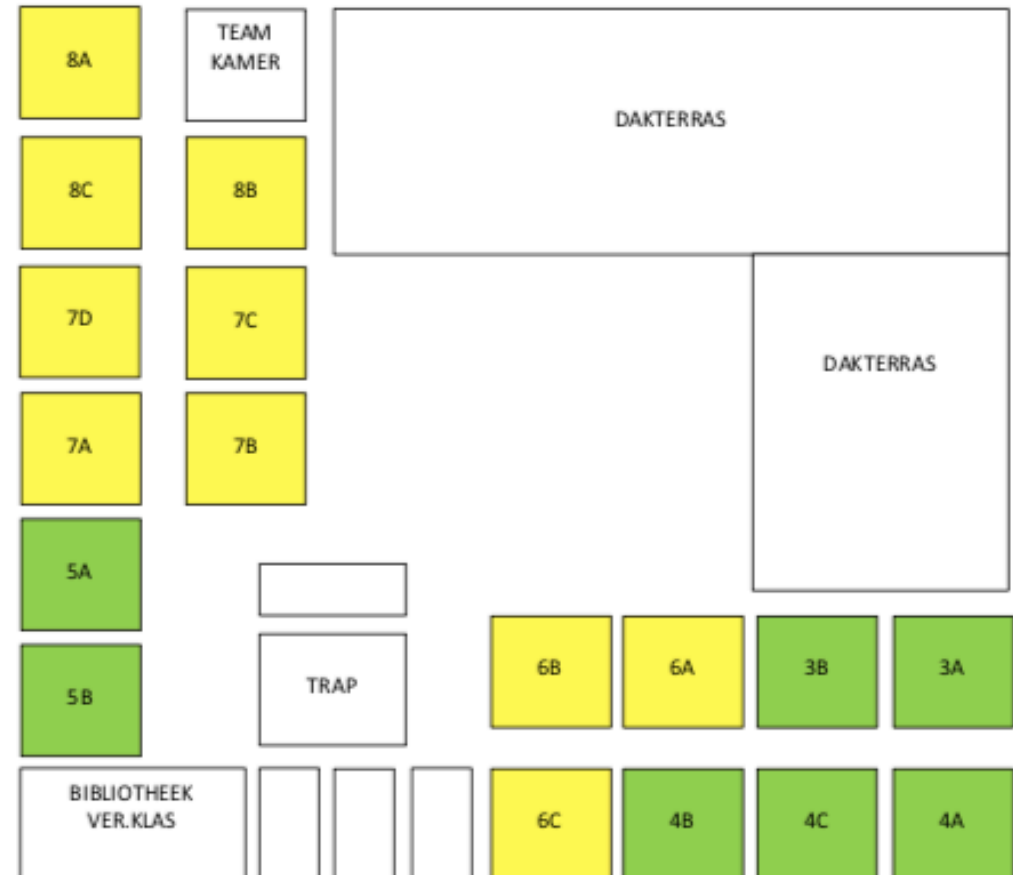 8A
TEAM
KAMER
DAKTERRAS
8C
8B
7D
7C
DAKTERRAS
7A
7B
5A
5B
TRAP
6B
6A
3B
3A
BIBLIOTHEEK
VER.KLAS
6C
4B
4C
4A